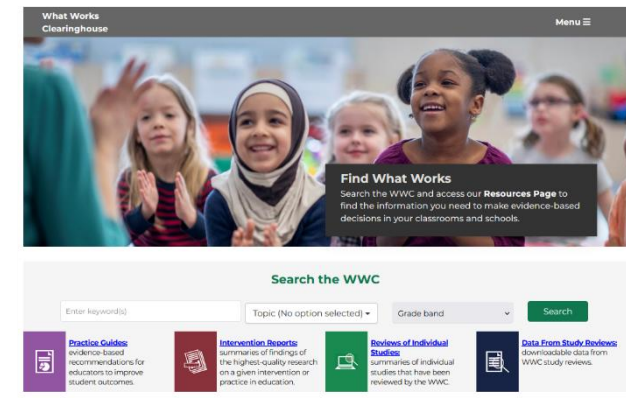 What Works
Clearinghouse
Menu ☰
Find What Works
Search the WWC and access our Resources Page to
find the information you need to make evidence-based
decisions in your classrooms and schools.
Search the WWC
Enter keyword(s)
Topic (No option selected)
Grade band
Search
Practice Guides:
evidence-based
recommendations for
educators to improve
student outcomes.
Intervention Reports:
summaries of findings of
the highest-quality research
on a given intervention or
practice in education.
Reviews of Individual
Studies:
summaries of individual
studies that have been
reviewed by the WWC.
Data From Study Reviews:
downloadable data from
WWC study reviews.